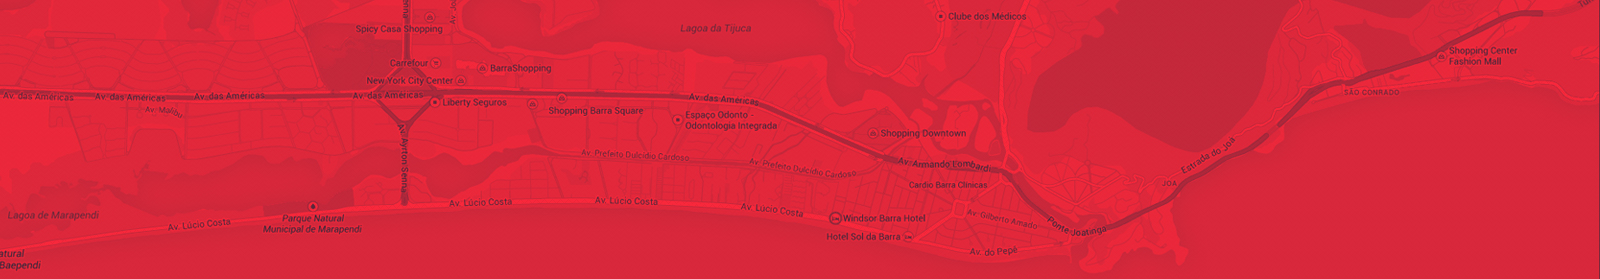 Spicy Casa Shopping
Lagoa da Tijuca
Clube dos Médicos
Shopping Center
Fashion Mall
Carrefour
BarraShopping
New York City Center
Av. das Américas
Av. das Américas
Av. das Américas
Av. das Américas
Av. das Américas
Liberty Seguros
Shopping Barra Square
Espaço Odonto -
Odontologia Integrada
SÃO CONRADO
Av. Ayrton Senna
Shopping Downtown
Av. Prefeito Dulcídio Cardoso
Av. Prefeito Dulcídio Cardoso
Av. Armando Lombardi
Estrada do Joá
JOÁ
Cardio Barra Clínicas
Av. Lúcio Costa
Av. Lúcio Costa
Av. Lúcio Costa
Av. Lúcio Costa
Lagoa de Marapendi
Parque Natural
Municipal de Marapendi
Windsor Barra Hotel
Av. Gilberto Amado
Ponte Joatinga
Hotel Sol da Barra
Av. do Pepê
atural
Baependi